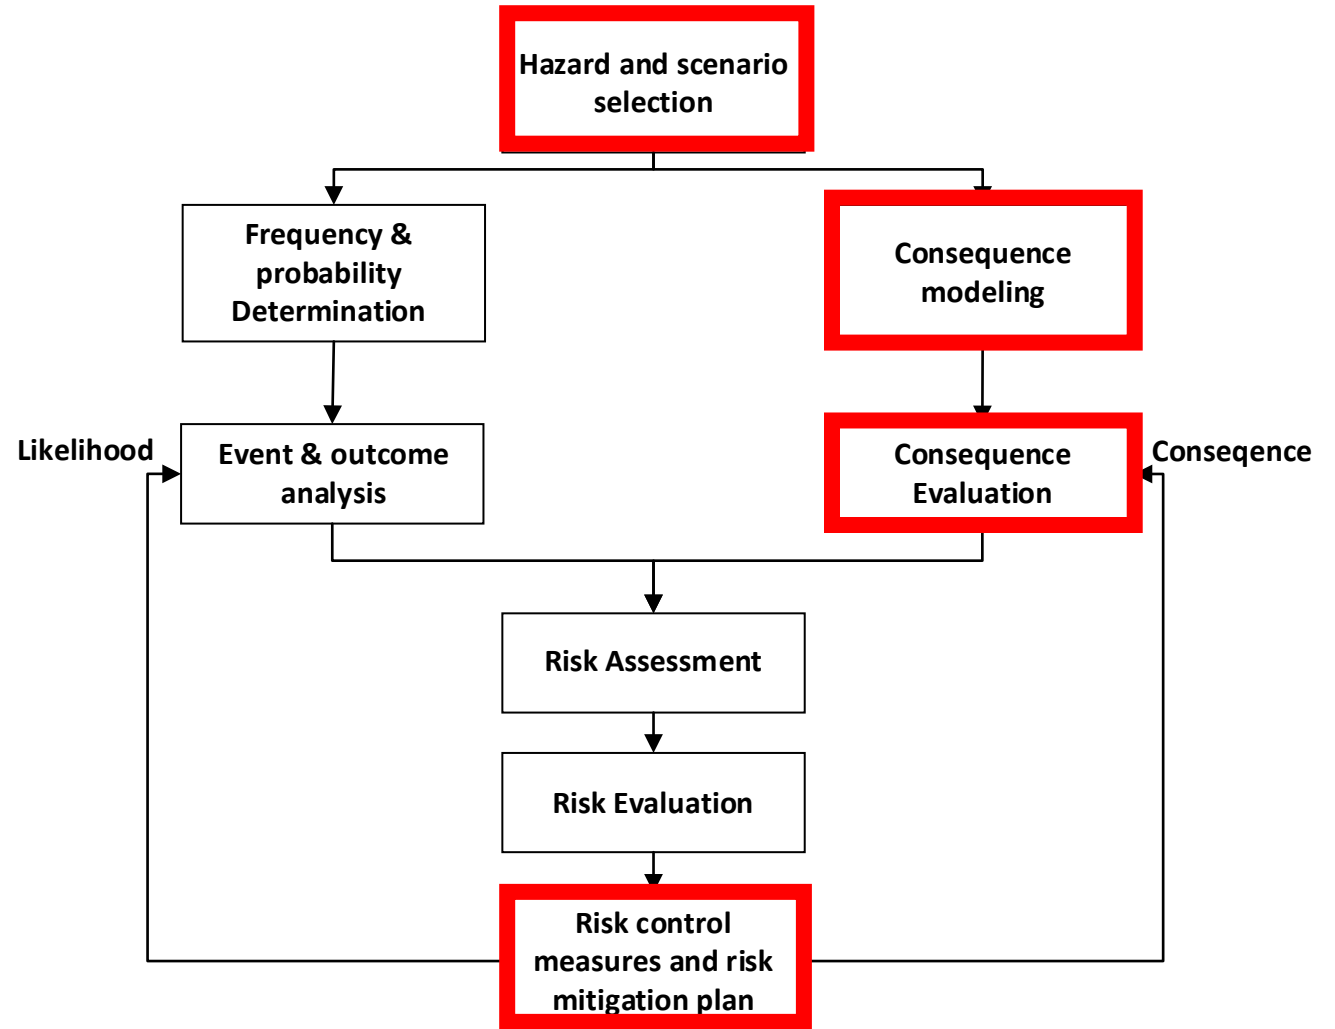 Hazard and scenario
selection
Frequency &
probability
Determination
Consequence
modeling
Likelihood
Event & outcome
analysis
Consequence
Evaluation
Conseqence
Risk Assessment
Risk Evaluation
Risk control
measures and risk
mitigation plan